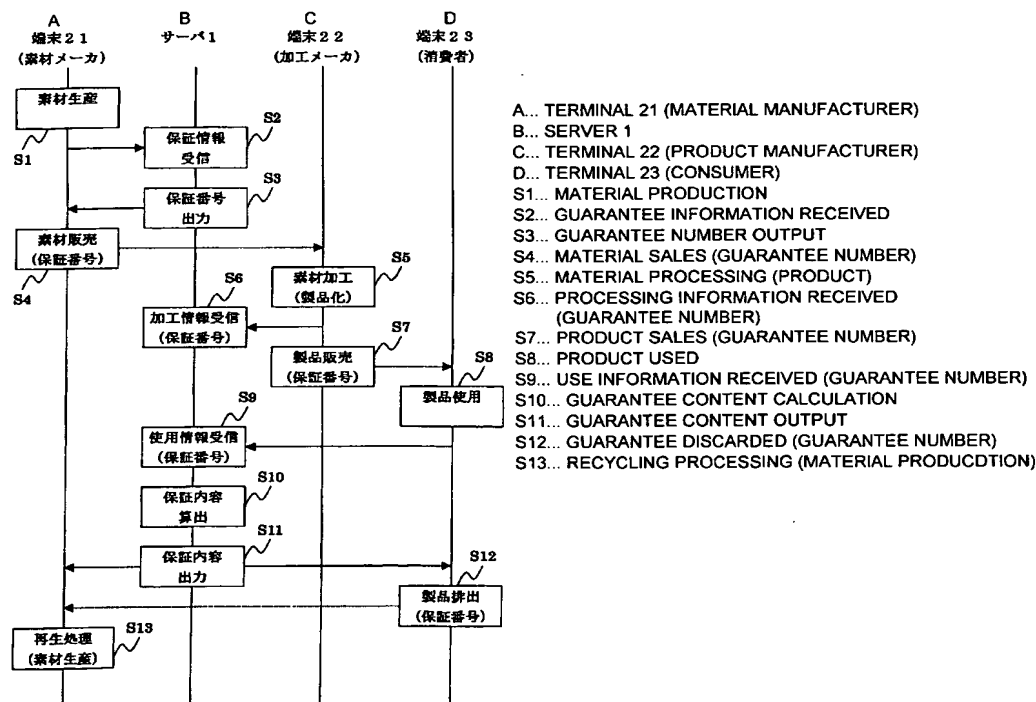 A
端末２１
(素材メーカ)
B
サーバ１
C
端末２２
(加工メーカ)
D
端末２３
(消費者)
素材生産
S1
保証情報
受信
S2
保証番号
出力
S3
素材販売
(保証番号)
S4
素材加工
(製品化)
S5
加工情報受信
(保証番号)
S6
製品販売
(保証番号)
S7
製品使用
S8
使用情報受信
(保証番号)
S9
保証内容
算出
S10
保証内容
出力
S11
製品排出
(保証番号)
S12
再生処理
(素材生産)
S13
A... TERMINAL 21 (MATERIAL MANUFACTURER)
B... SERVER 1
C... TERMINAL 22 (PRODUCT MANUFACTURER)
D... TERMINAL 23 (CONSUMER)
S1... MATERIAL PRODUCTION
S2... GUARANTEE INFORMATION RECEIVED
S3... GUARANTEE NUMBER OUTPUT
S4... MATERIAL SALES (GUARANTEE NUMBER)
S5... MATERIAL PROCESSING (PRODUCT)
S6... PROCESSING INFORMATION RECEIVED
(GUARANTEE NUMBER)
S7... PRODUCT SALES (GUARANTEE NUMBER)
S8... PRODUCT USED
S9... USE INFORMATION RECEIVED (GUARANTEE NUMBER)
S10... GUARANTEE CONTENT CALCULATION
S11... GUARANTEE CONTENT OUTPUT
S12... GUARANTEE DISCARDED (GUARANTEE NUMBER)
S13... RECYCLING PROCESSING (MATERIAL PRODUCDTION)